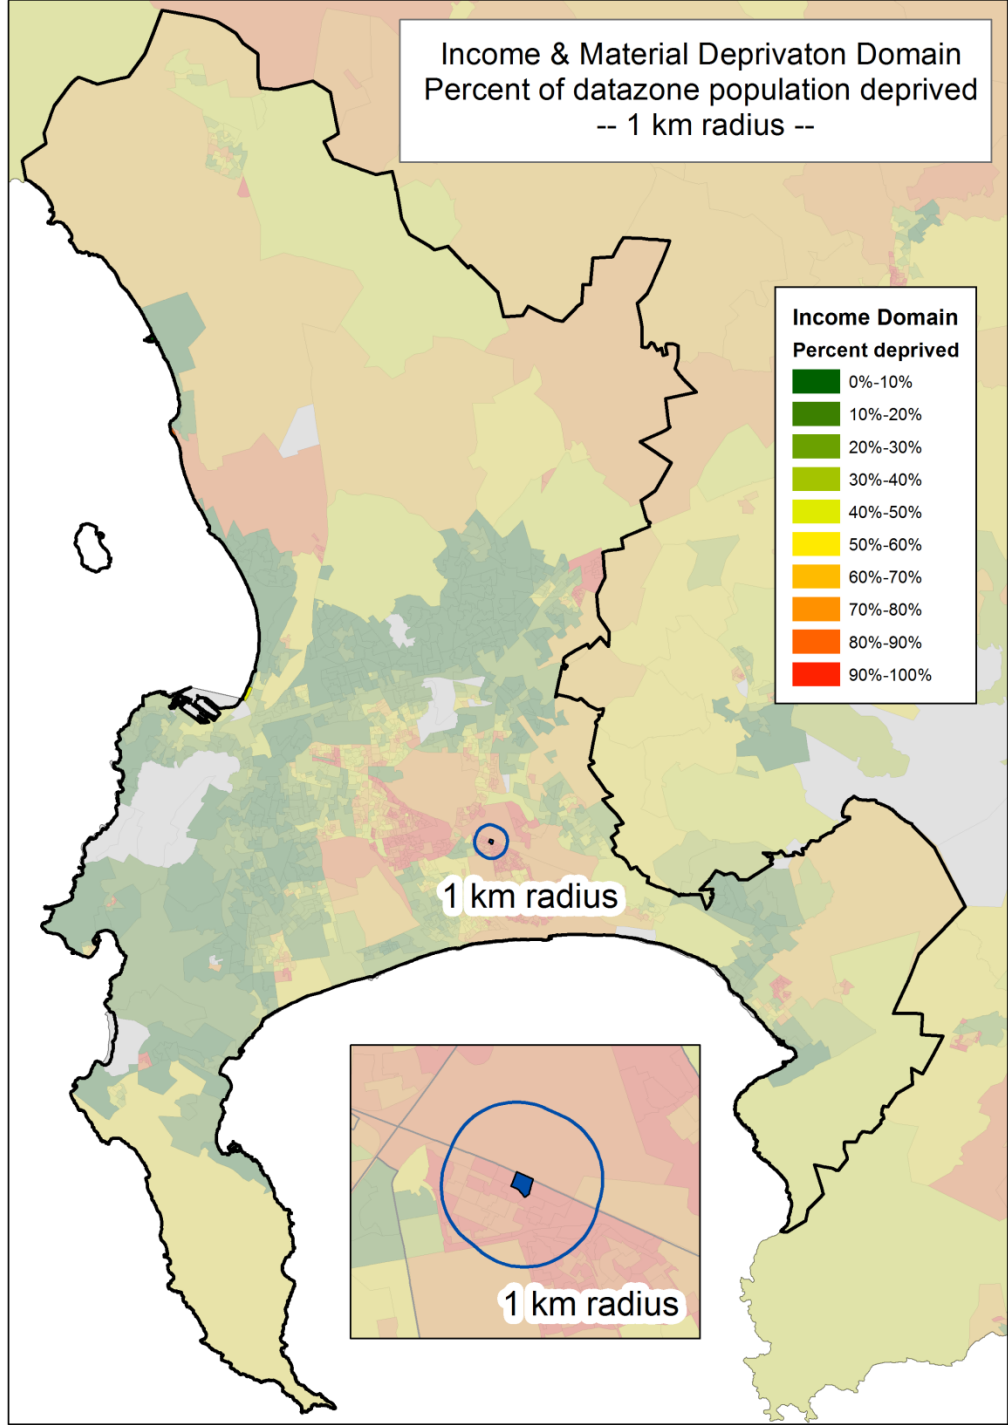 Income & Material Deprivaton Domain
Percent of datazone population deprived
-- 1 km radius --
Income Domain
Percent deprived
0%-10%
10%-20%
20%-30%
30%-40%
40%-50%
50%-60%
60%-70%
70%-80%
80%-90%
90%-100%
1 km radius
1 km radius